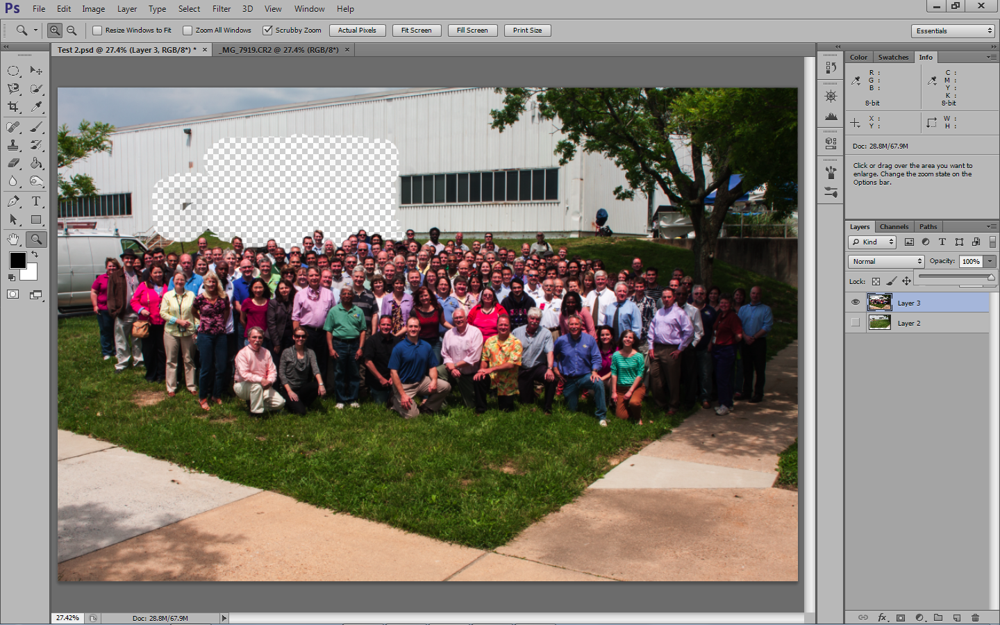 Ps File Edit Image Layer Type Select Filter 3D View Window Help
Resize Windows to Fit Zoom All Windows Scrubby Zoom Actual Pixels Fit Screen Fill Screen Print Size Essentials
Test 2.psd @ 27.4% (Layer 3, RGB/8*) * × _MG_7919.CR2 @ 27.4% (RGB/8*) ×
Color Swatches Info
R : C :
G : M :
B : Y :
K :
8-bit 8-bit
X : W :
Y : H :
Doc: 28.8M/67.9M
Click or drag over the area you want to
enlarge. Change the zoom state on the
Options bar.
Layers Channels Paths
Kind
Normal Opacity: 100%
Lock:
Layer 3
Layer 2
27.42% Doc: 28.8M/67.9M